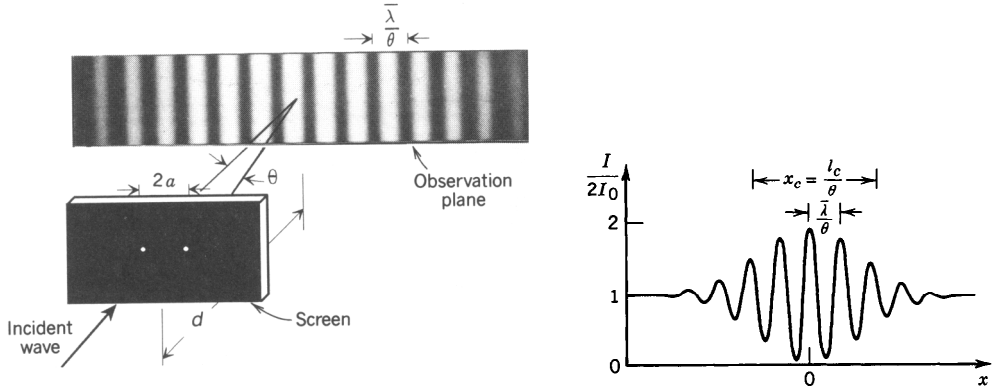 λ̅
θ
2a
θ
Observation
plane
Incident
wave
d
Screen
I
2I₀
x_c = l_c
θ
λ̅
θ
2
1
0
0
x